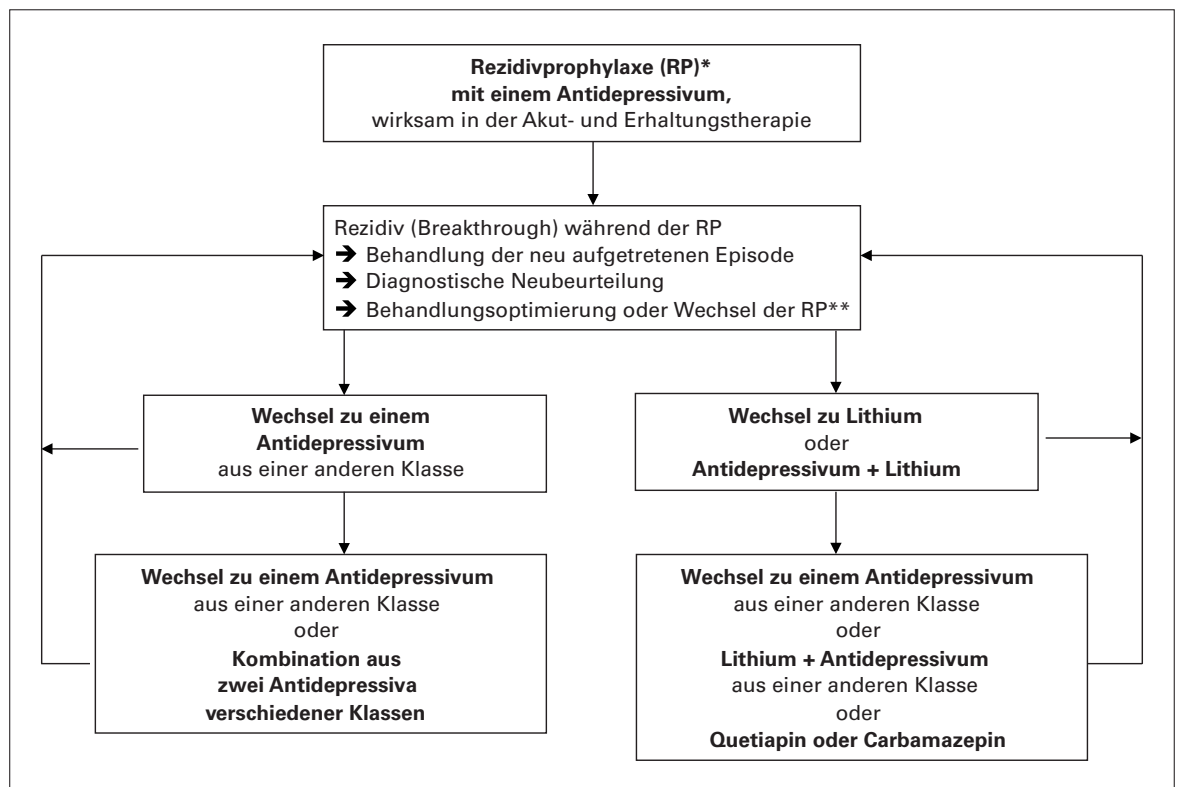 Rezidivprophylaxe (RP)*
mit einem Antidepressivum,
wirksam in der Akut- und Erhaltungstherapie
Rezidiv (Breakthrough) während der RP
➔ Behandlung der neu aufgetretenen Episode
➔ Diagnostische Neubeurteilung
➔ Behandlungsoptimierung oder Wechsel der RP**
Wechsel zu einem
Antidepressivum
aus einer anderen Klasse
Wechsel zu Lithium
oder
Antidepressivum + Lithium
Wechsel zu einem Antidepressivum
aus einer anderen Klasse
oder
Kombination aus
zwei Antidepressiva
verschiedener Klassen
Wechsel zu einem Antidepressivum
aus einer anderen Klasse
oder
Lithium + Antidepressivum
aus einer anderen Klasse
oder
Quetiapin oder Carbamazepin